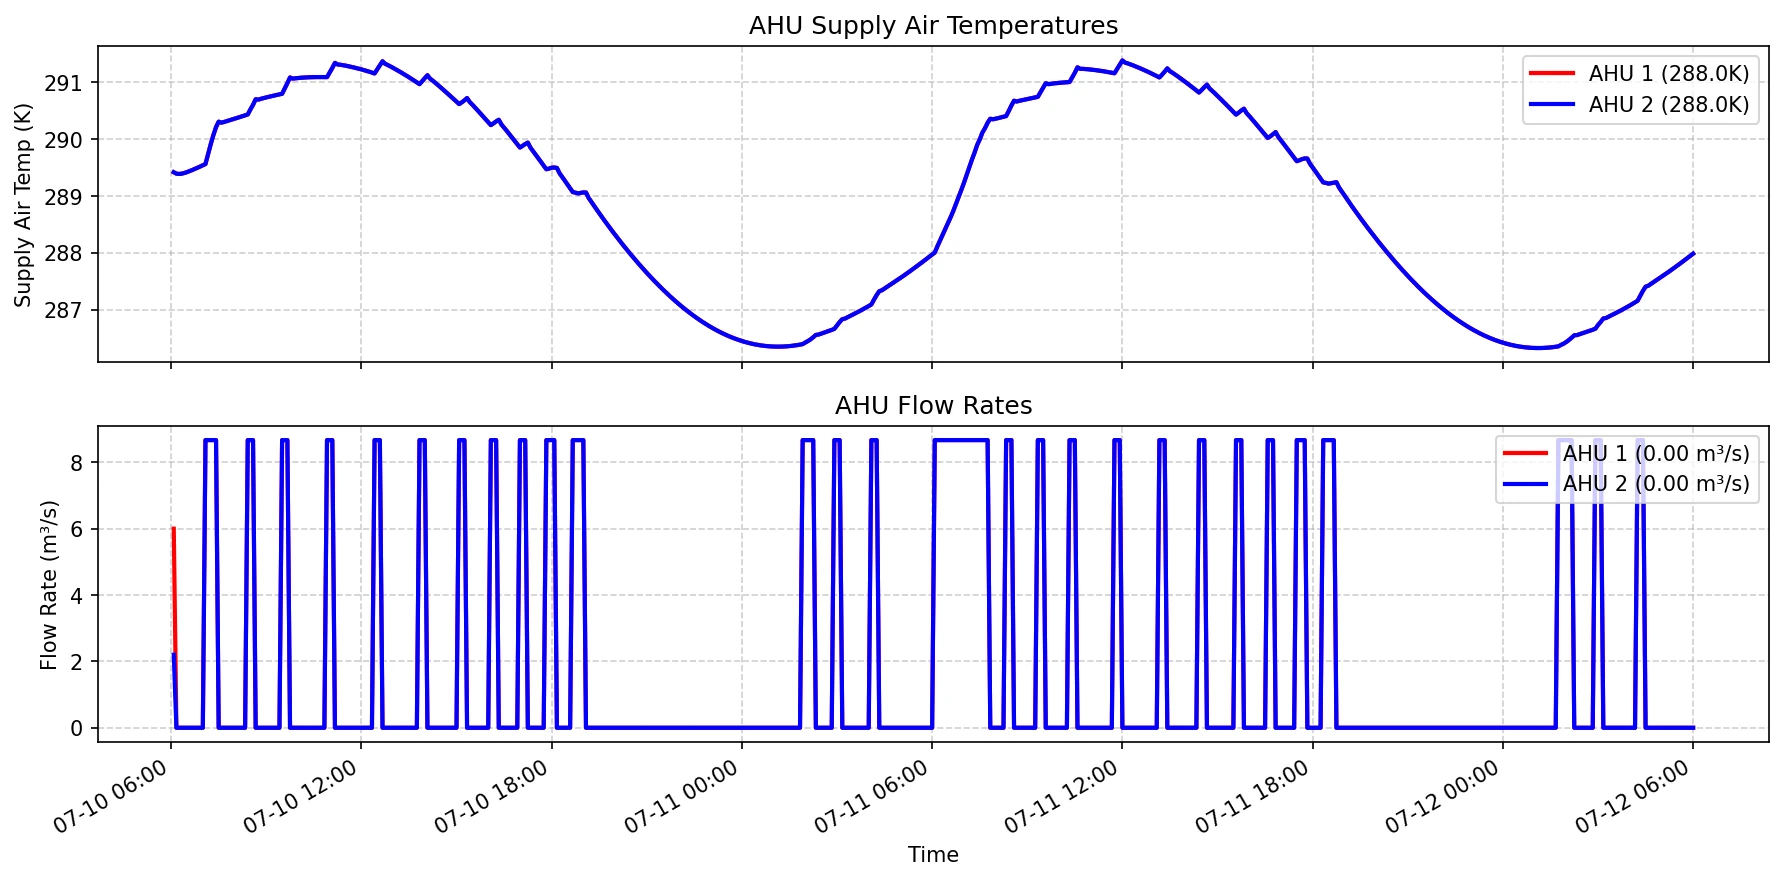 AHU Supply Air Temperatures
Supply Air Temp (K)
291
290
289
288
287
AHU 1 (288.0K)
AHU 2 (288.0K)
AHU Flow Rates
Flow Rate (m³/s)
8
6
4
2
0
AHU 1 (0.00 m³/s)
AHU 2 (0.00 m³/s)
07-10 06:00
07-10 12:00
07-10 18:00
07-11 00:00
07-11 06:00
07-11 12:00
07-11 18:00
07-12 00:00
07-12 06:00
Time